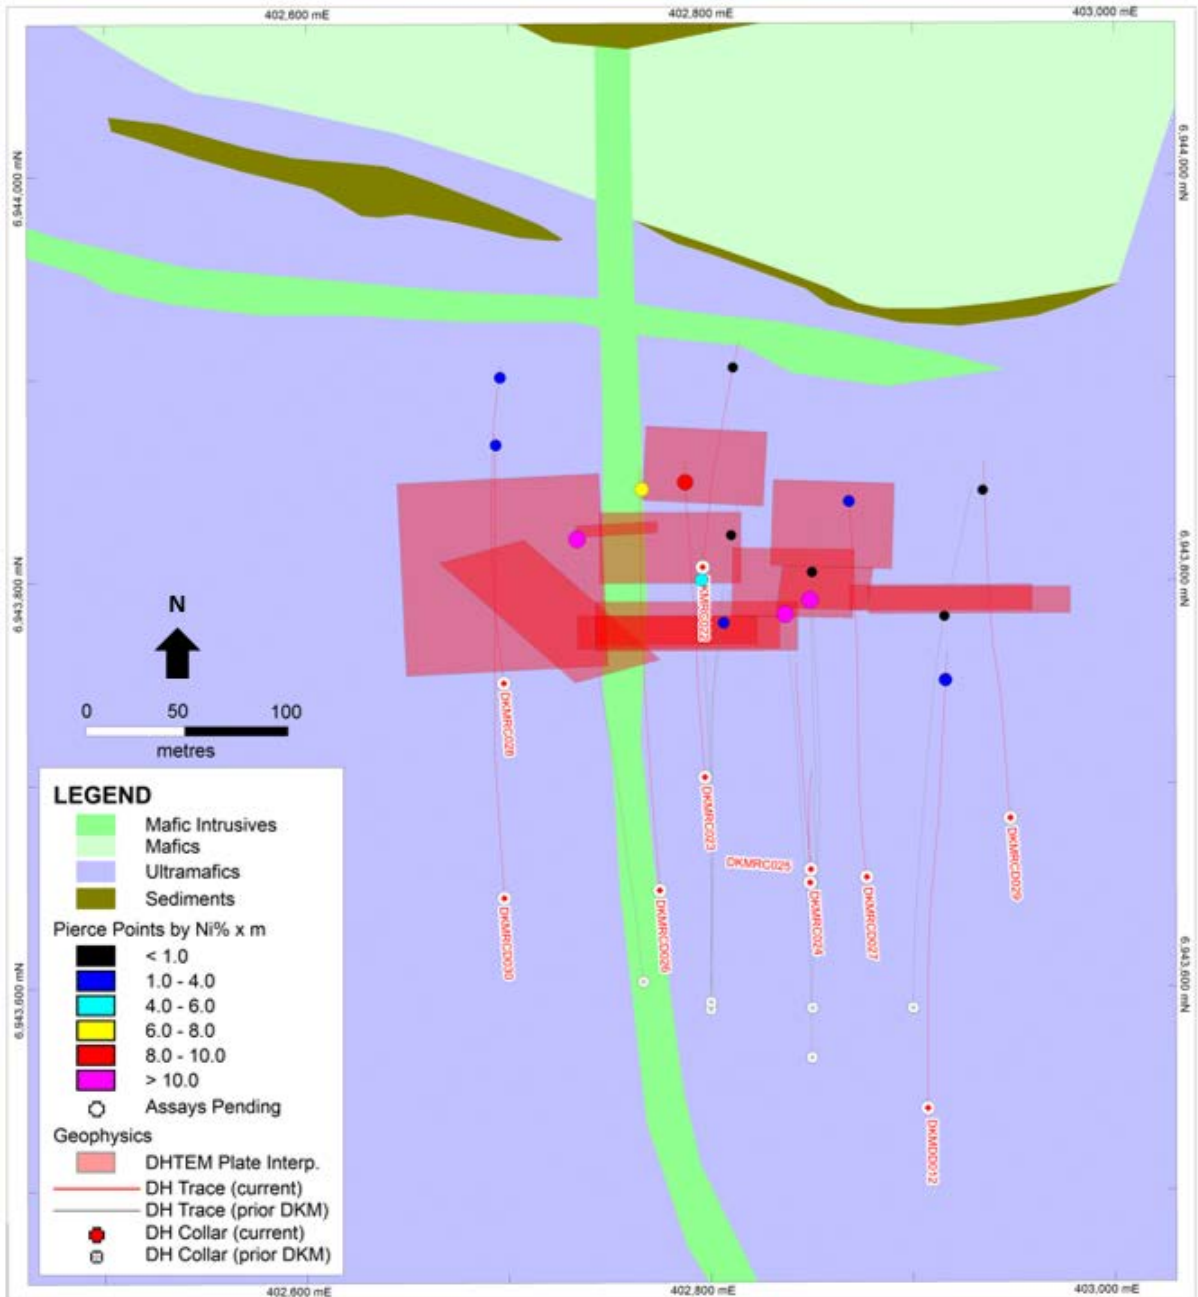 402,600 mE
402,800 mE
403,000 mE
6,944,000 mN
6,944,000 mN
6,943,800 mN
6,943,800 mN
DKMRC022
N
0
50
100
metres
DKMRC028
DKMRC023
DKMRC025
DKMRC024
DKMRCD027
DKMRCD029
DKMRCD030
DKMRCD026
DKMDD012
6,943,600 mN
6,943,600 mN
LEGEND
Mafic Intrusives
Mafics
Ultramafics
Sediments
Pierce Points by Ni% x m
< 1.0
1.0 - 4.0
4.0 - 6.0
6.0 - 8.0
8.0 - 10.0
> 10.0
Assays Pending
Geophysics
DHTEM Plate Interp.
DH Trace (current)
DH Trace (prior DKM)
DH Collar (current)
DH Collar (prior DKM)
402,600 mE
402,800 mE
403,000 mE